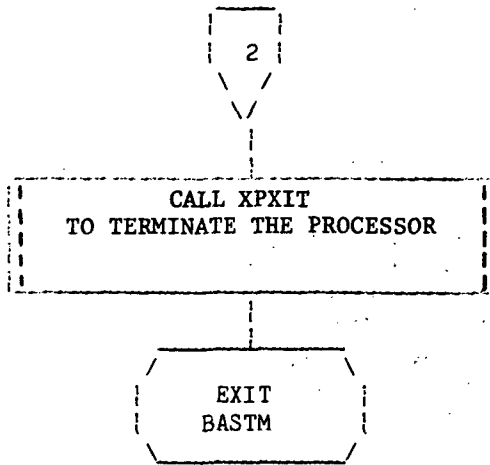 2
CALL XPXIT
TO TERMINATE THE PROCESSOR
EXIT
BASTM